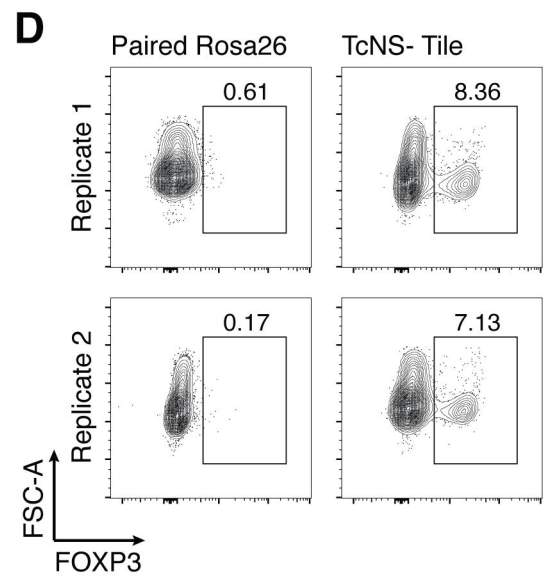 D
Paired Rosa26
TcNS- Tile
Replicate 1
0.61
8.36
Replicate 2
0.17
7.13
FSC-A
FOXP3